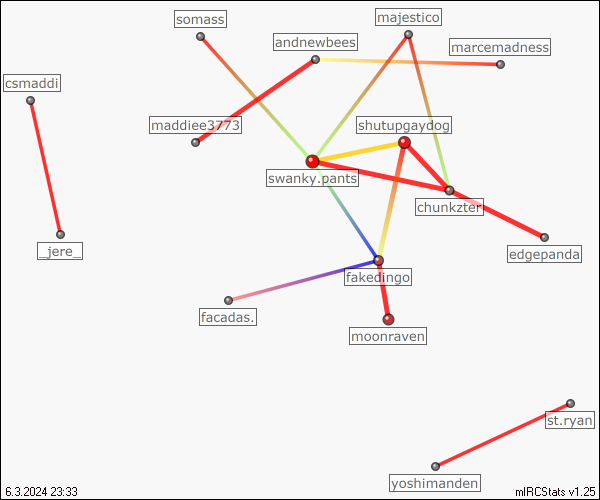 somass
majestico
andnewbees
marcemadness
csmaddi
maddiee3773
shutupgaydog
swanky.pants
chunkzter
_jere_
edgepanda
fakedingo
facadas.
moonraven
st.ryan
yoshimanden
6.3.2024 23:33
mIRCStats v1.25